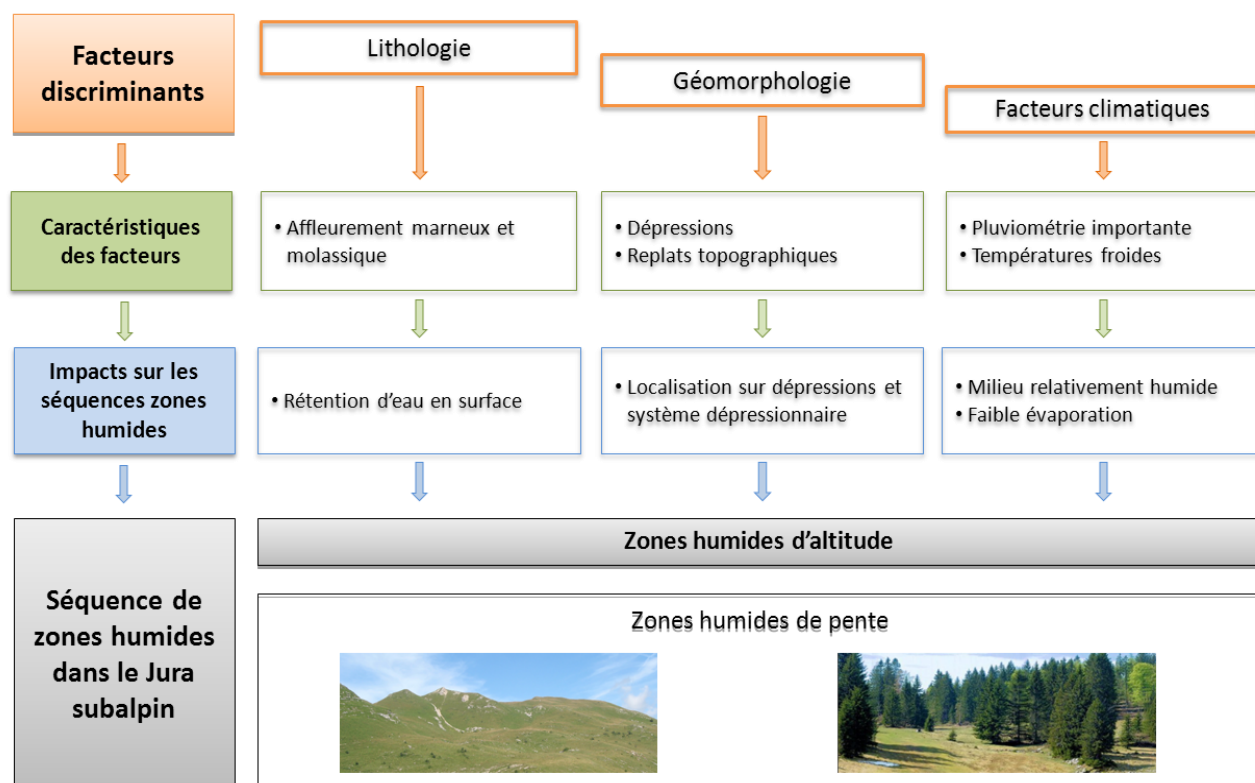 Facteurs
discriminants
Lithologie
Géomorphologie
Facteurs climatiques
Caractéristiques
des facteurs
• Affleurement marneux et
molassique
• Dépressions
• Replats topographiques
• Pluviométrie importante
• Températures froides
Impacts sur les
séquences zones
humides
• Rétention d'eau en surface
• Localisation sur dépressions et
système dépressionnaire
• Milieu relativement humide
• Faible évaporation
Séquence de
zones humides
dans le Jura
subalpin
Zones humides d'altitude
Zones humides de pente